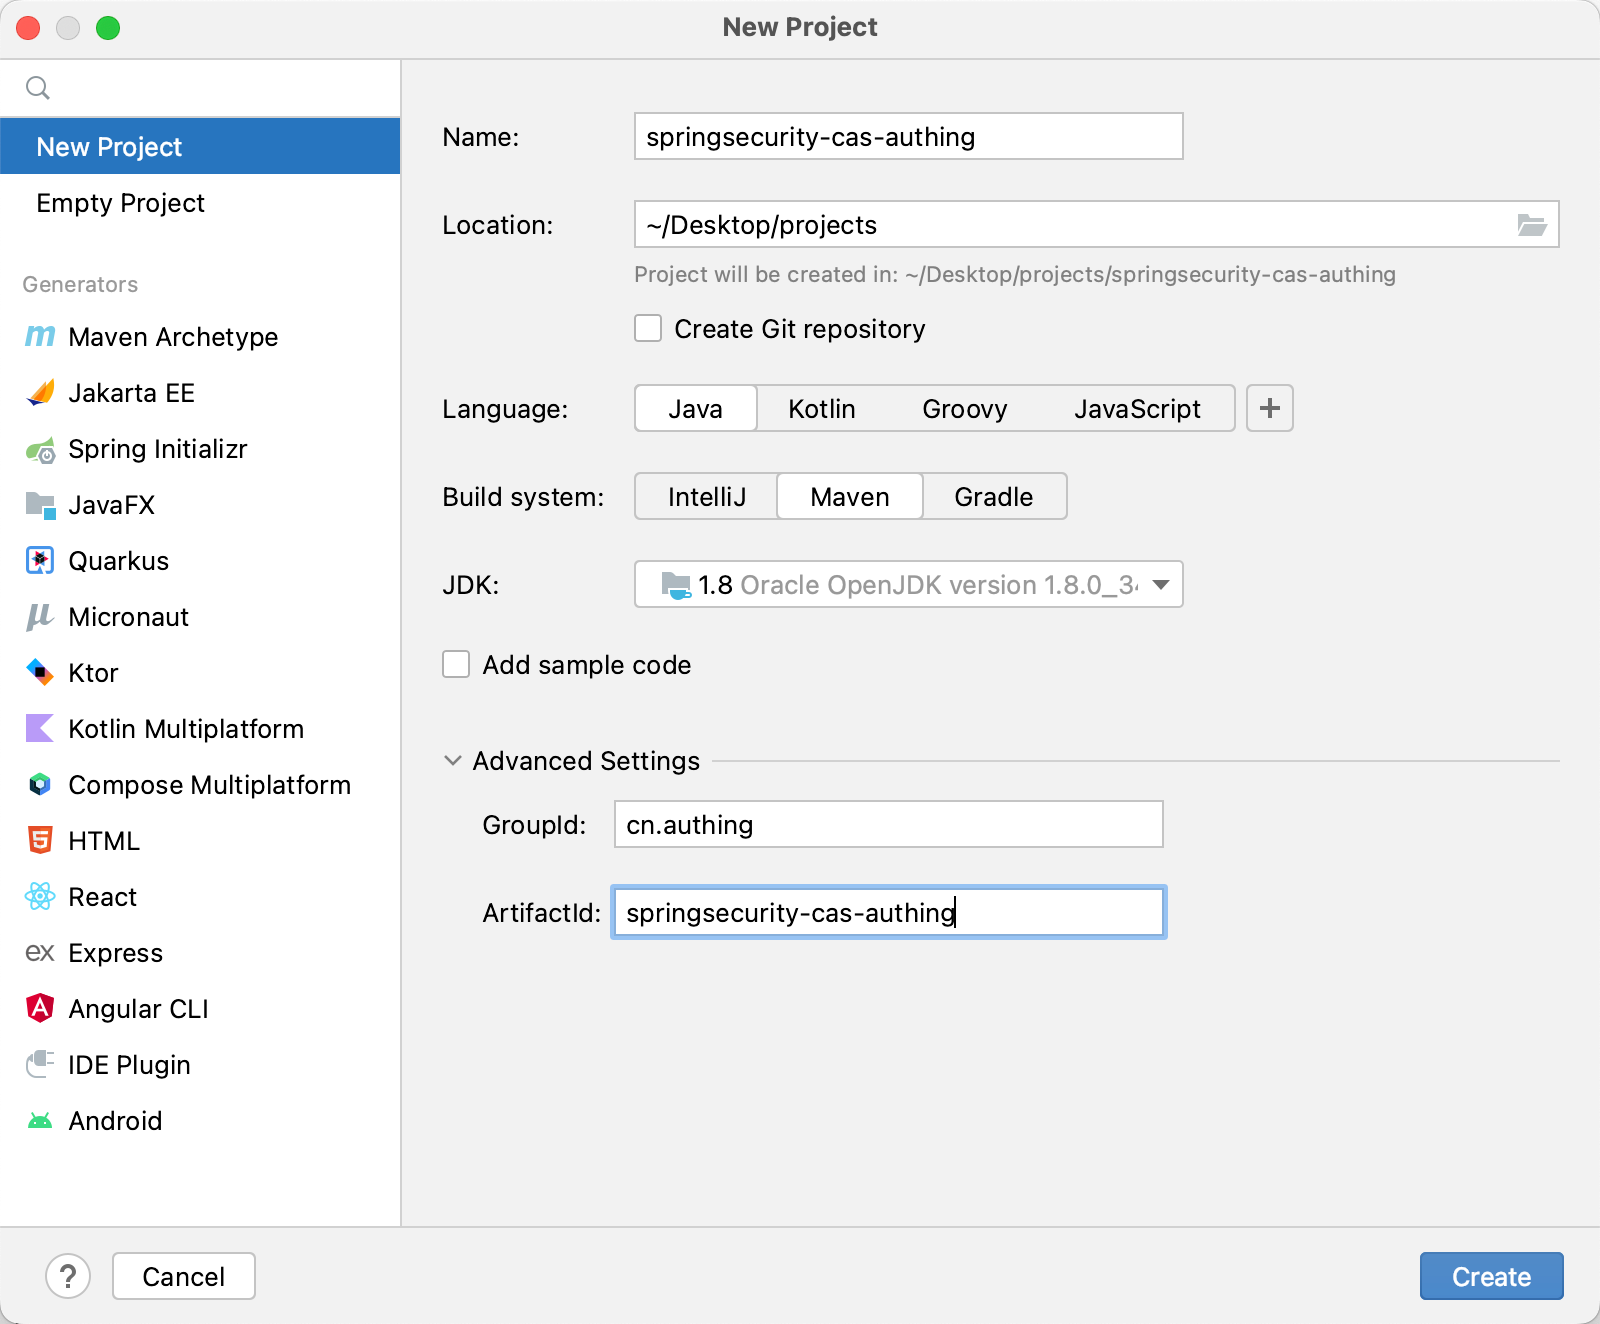 New Project
New Project
Empty Project
Generators
Maven Archetype
Jakarta EE
Spring Initializr
JavaFX
Quarkus
Micronaut
Ktor
Kotlin Multiplatform
Compose Multiplatform
HTML
React
ex Express
Angular CLI
IDE Plugin
Android
Name: springsecurity-cas-authing
Location: ~/Desktop/projects
Project will be created in: ~/Desktop/projects/springsecurity-cas-authing
Create Git repository
Language: Java Kotlin Groovy JavaScript +
Build system: IntelliJ Maven Gradle
JDK: 1.8 Oracle OpenJDK version 1.8.0_34
Add sample code
Advanced Settings
GroupId: cn.authing
ArtifactId: springsecurity-cas-authing
? Cancel Create